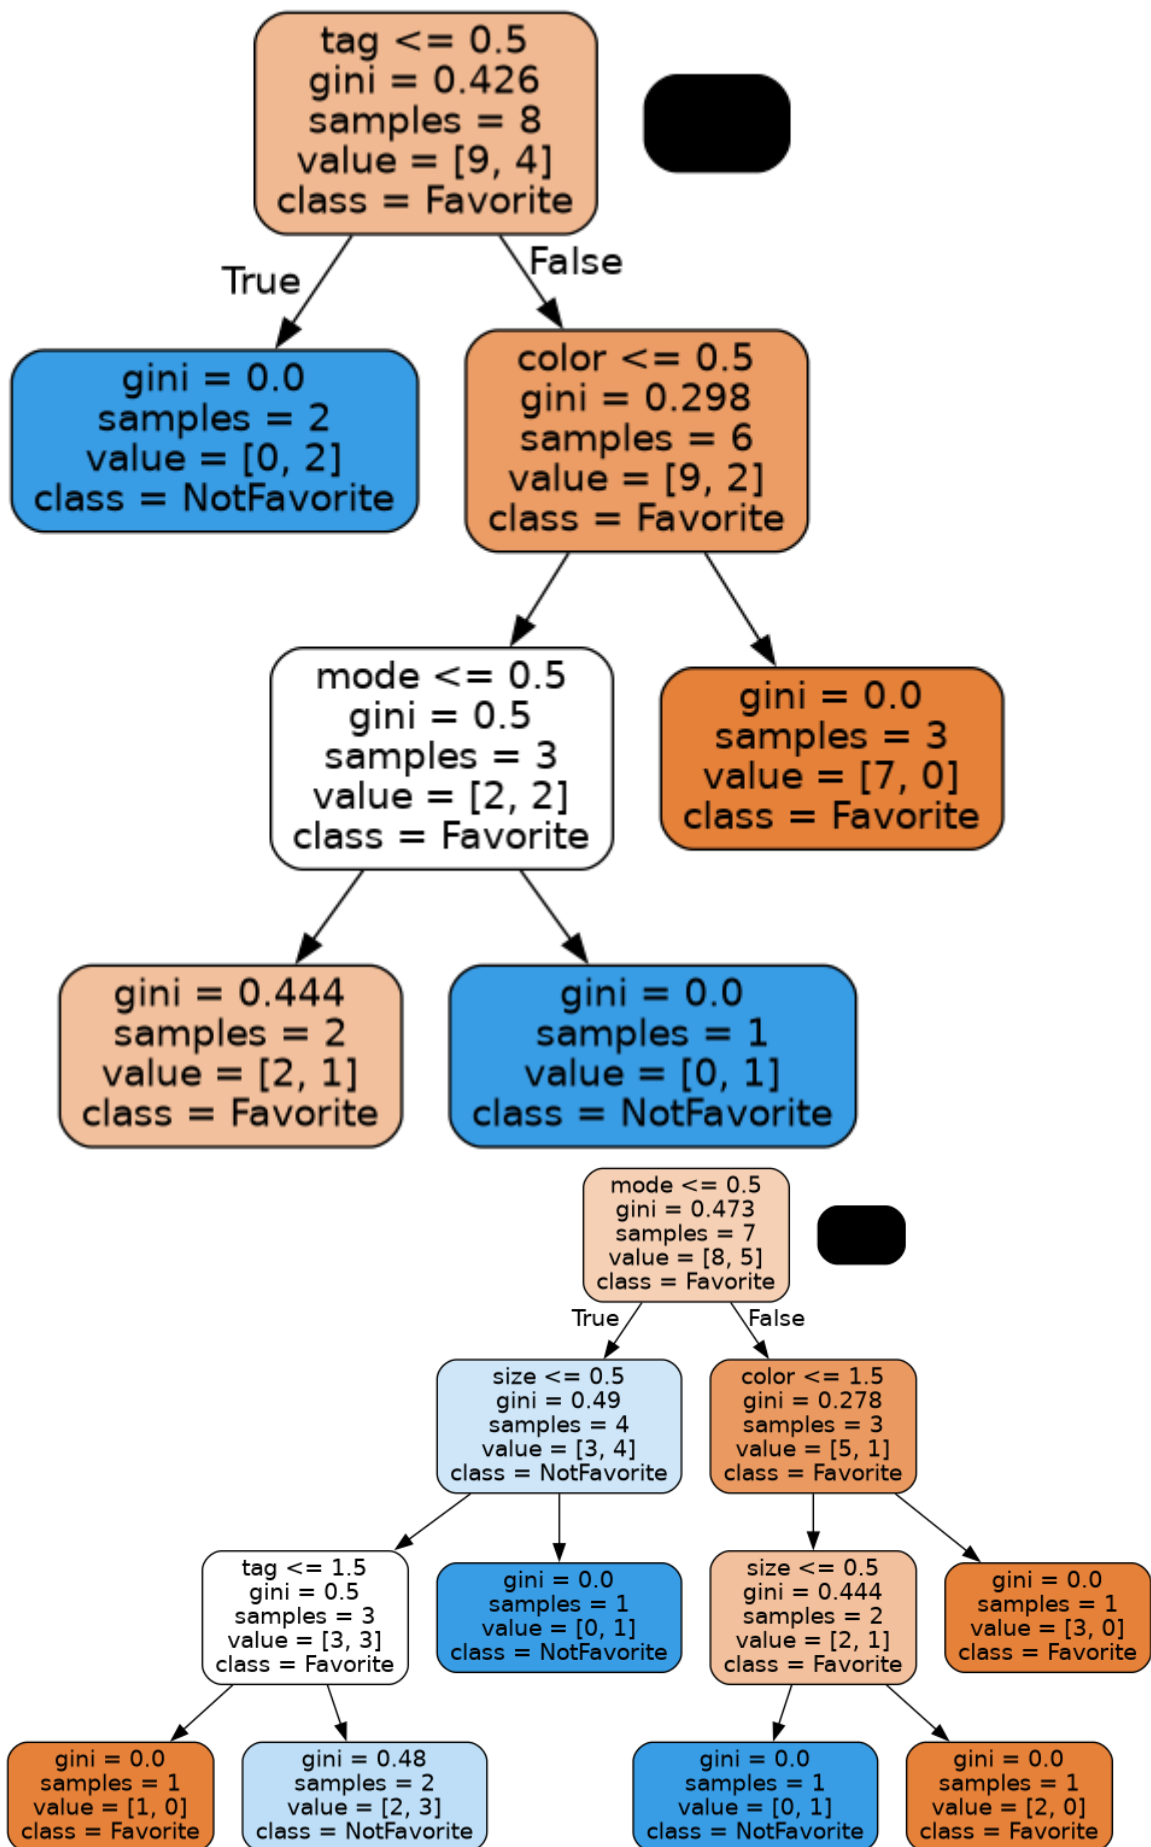 tag <= 0.5
gini = 0.426
samples = 8
value = [9, 4]
class = Favorite
True
False
gini = 0.0
samples = 2
value = [0, 2]
class = NotFavorite
color <= 0.5
gini = 0.298
samples = 6
value = [9, 2]
class = Favorite
mode <= 0.5
gini = 0.5
samples = 3
value = [2, 2]
class = Favorite
gini = 0.0
samples = 3
value = [7, 0]
class = Favorite
gini = 0.444
samples = 2
value = [2, 1]
class = Favorite
gini = 0.0
samples = 1
value = [0, 1]
class = NotFavorite
mode <= 0.5
gini = 0.473
samples = 7
value = [8, 5]
class = Favorite
True
False
size <= 0.5
gini = 0.49
samples = 4
value = [3, 4]
class = NotFavorite
color <= 1.5
gini = 0.278
samples = 3
value = [5, 1]
class = Favorite
tag <= 1.5
gini = 0.5
samples = 3
value = [3, 3]
class = Favorite
gini = 0.0
samples = 1
value = [0, 1]
class = NotFavorite
size <= 0.5
gini = 0.444
samples = 2
value = [2, 1]
class = Favorite
gini = 0.0
samples = 1
value = [3, 0]
class = Favorite
gini = 0.0
samples = 1
value = [1, 0]
class = Favorite
gini = 0.48
samples = 2
value = [2, 3]
class = NotFavorite
gini = 0.0
samples = 1
value = [0, 1]
class = NotFavorite
gini = 0.0
samples = 1
value = [2, 0]
class = Favorite